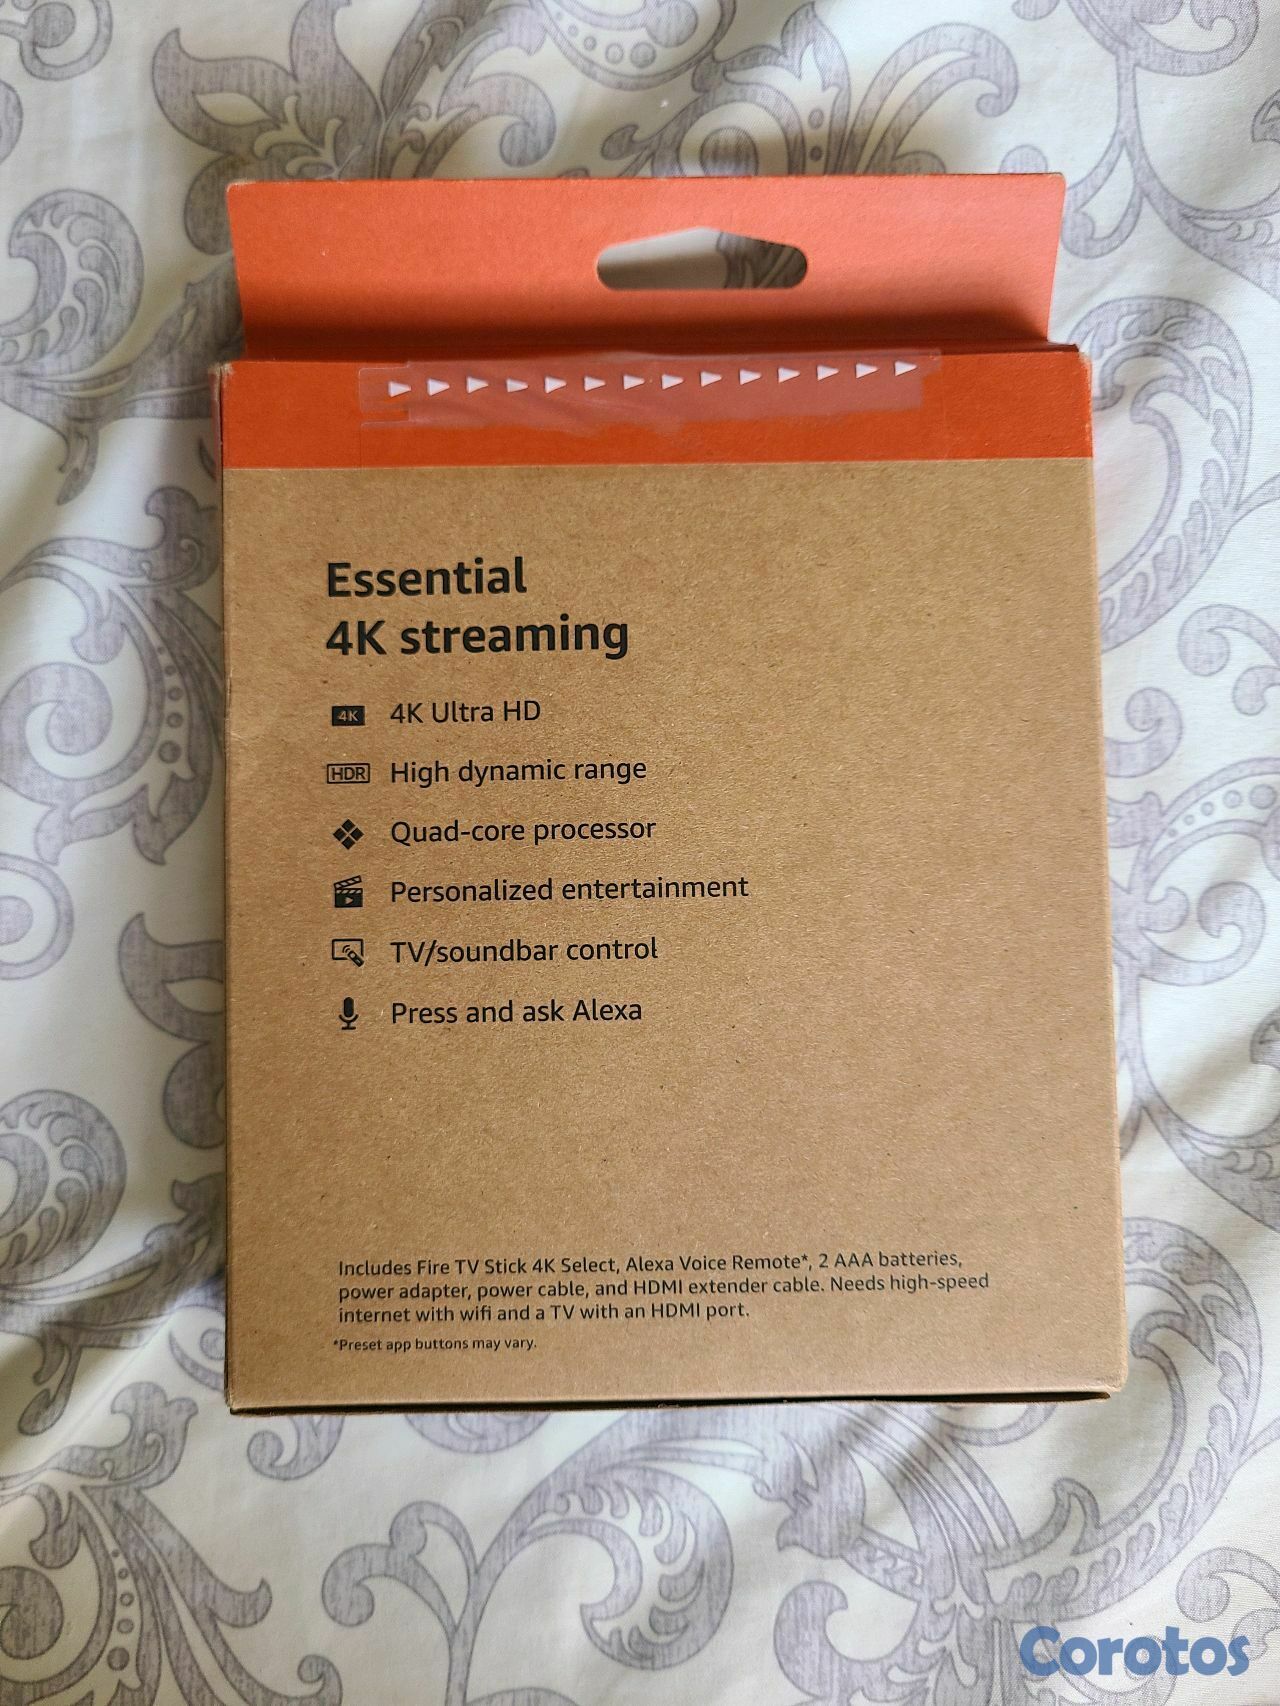 Essential
4K streaming
4K 4K Ultra HD
HDR High dynamic range
Quad-core processor
Personalized entertainment
TV/soundbar control
Press and ask Alexa
Includes Fire TV Stick 4K Select, Alexa Voice Remote*, 2 AAA batteries,
power adapter, power cable, and HDMI extender cable. Needs high-speed
internet with wifi and a TV with an HDMI port.
*Preset app buttons may vary.
Corotos